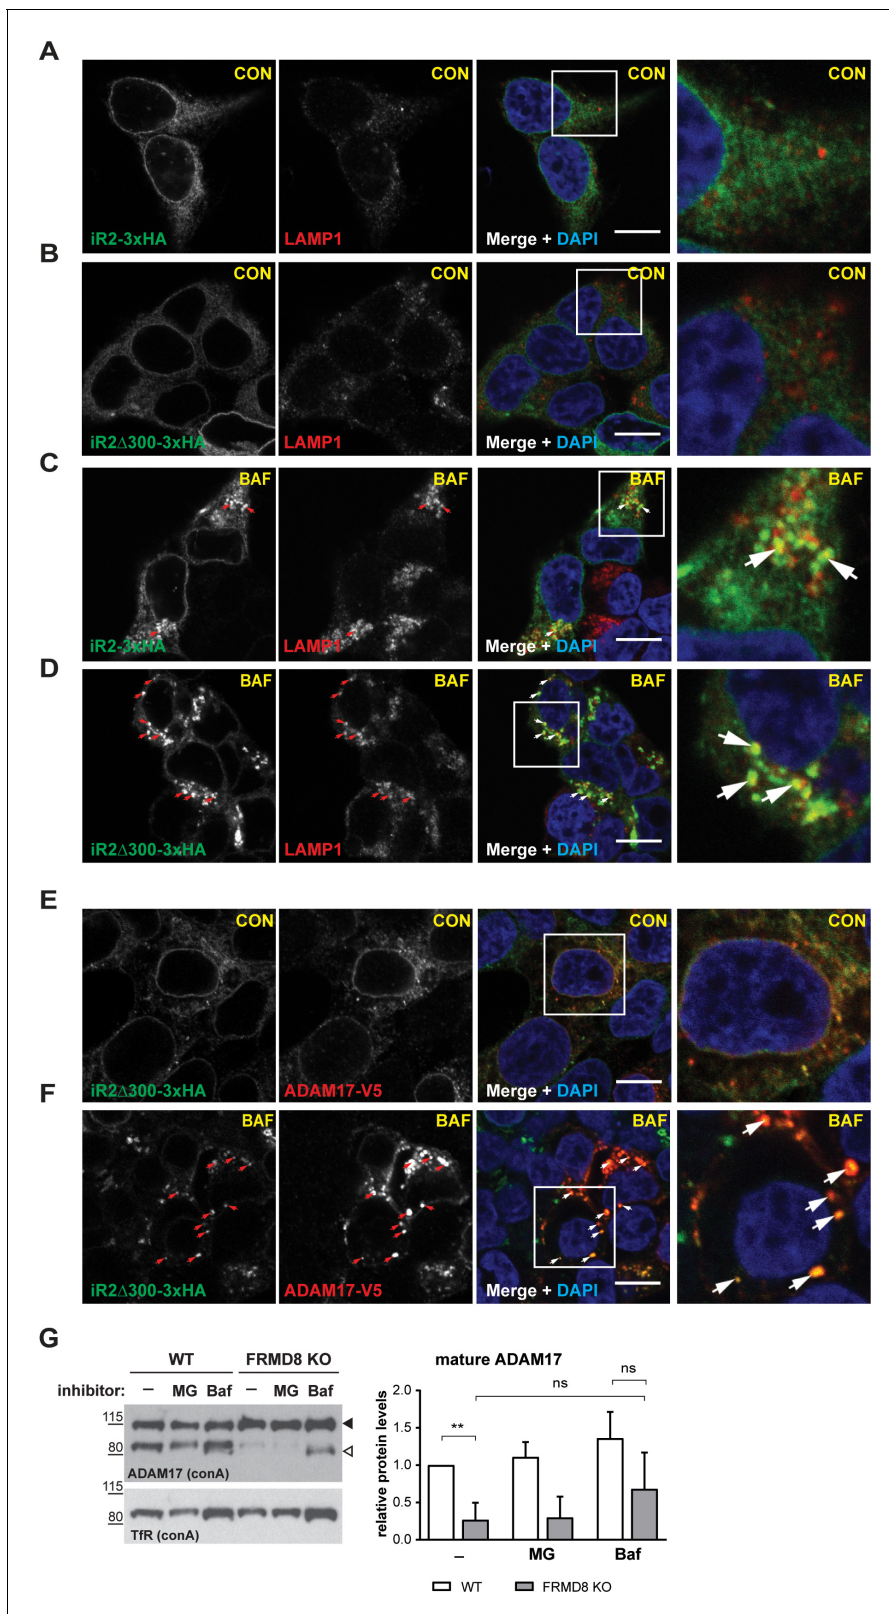 A
CON
CON
CON
iR2-3xHA
LAMP1
Merge + DAPI
B
CON
CON
CON
iR2Δ300-3xHA
LAMP1
Merge + DAPI
C
BAF
BAF
BAF
BAF
iR2-3xHA
LAMP1
Merge + DAPI
D
BAF
BAF
BAF
BAF
iR2Δ300-3xHA
LAMP1
Merge + DAPI
E
CON
CON
CON
CON
iR2Δ300-3xHA
ADAM17-V5
Merge + DAPI
F
BAF
BAF
BAF
BAF
iR2Δ300-3xHA
ADAM17-V5
Merge + DAPI
G
WT
FRMD8 KO
inhibitor: – MG Baf – MG Baf
115
80
ADAM17 (conA)
115
80
TfR (conA)
mature ADAM17
relative protein levels
2.0
1.5
1.0
0.5
0.0
**
ns
ns
– MG Baf
WT
FRMD8 KO